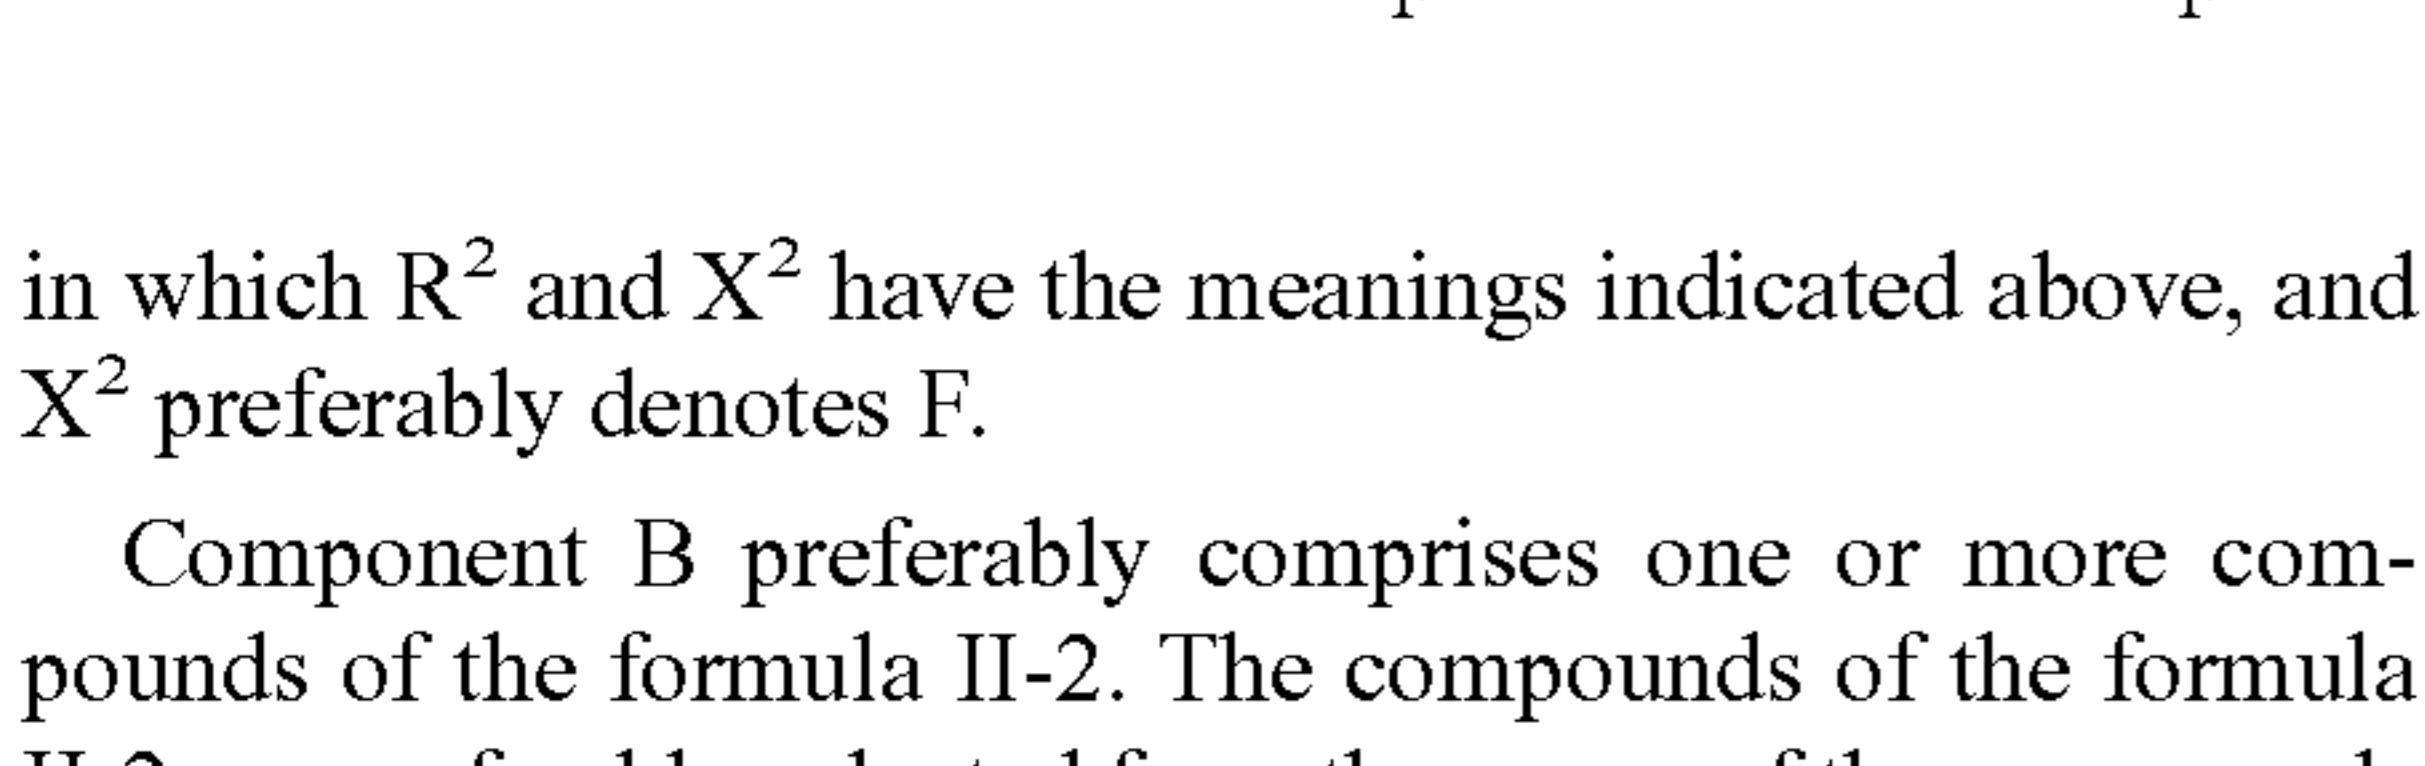 in which R² and X² have the meanings indicated above, and
X² preferably denotes F.
Component B preferably comprises one or more com-
pounds of the formula II-2. The compounds of the formula